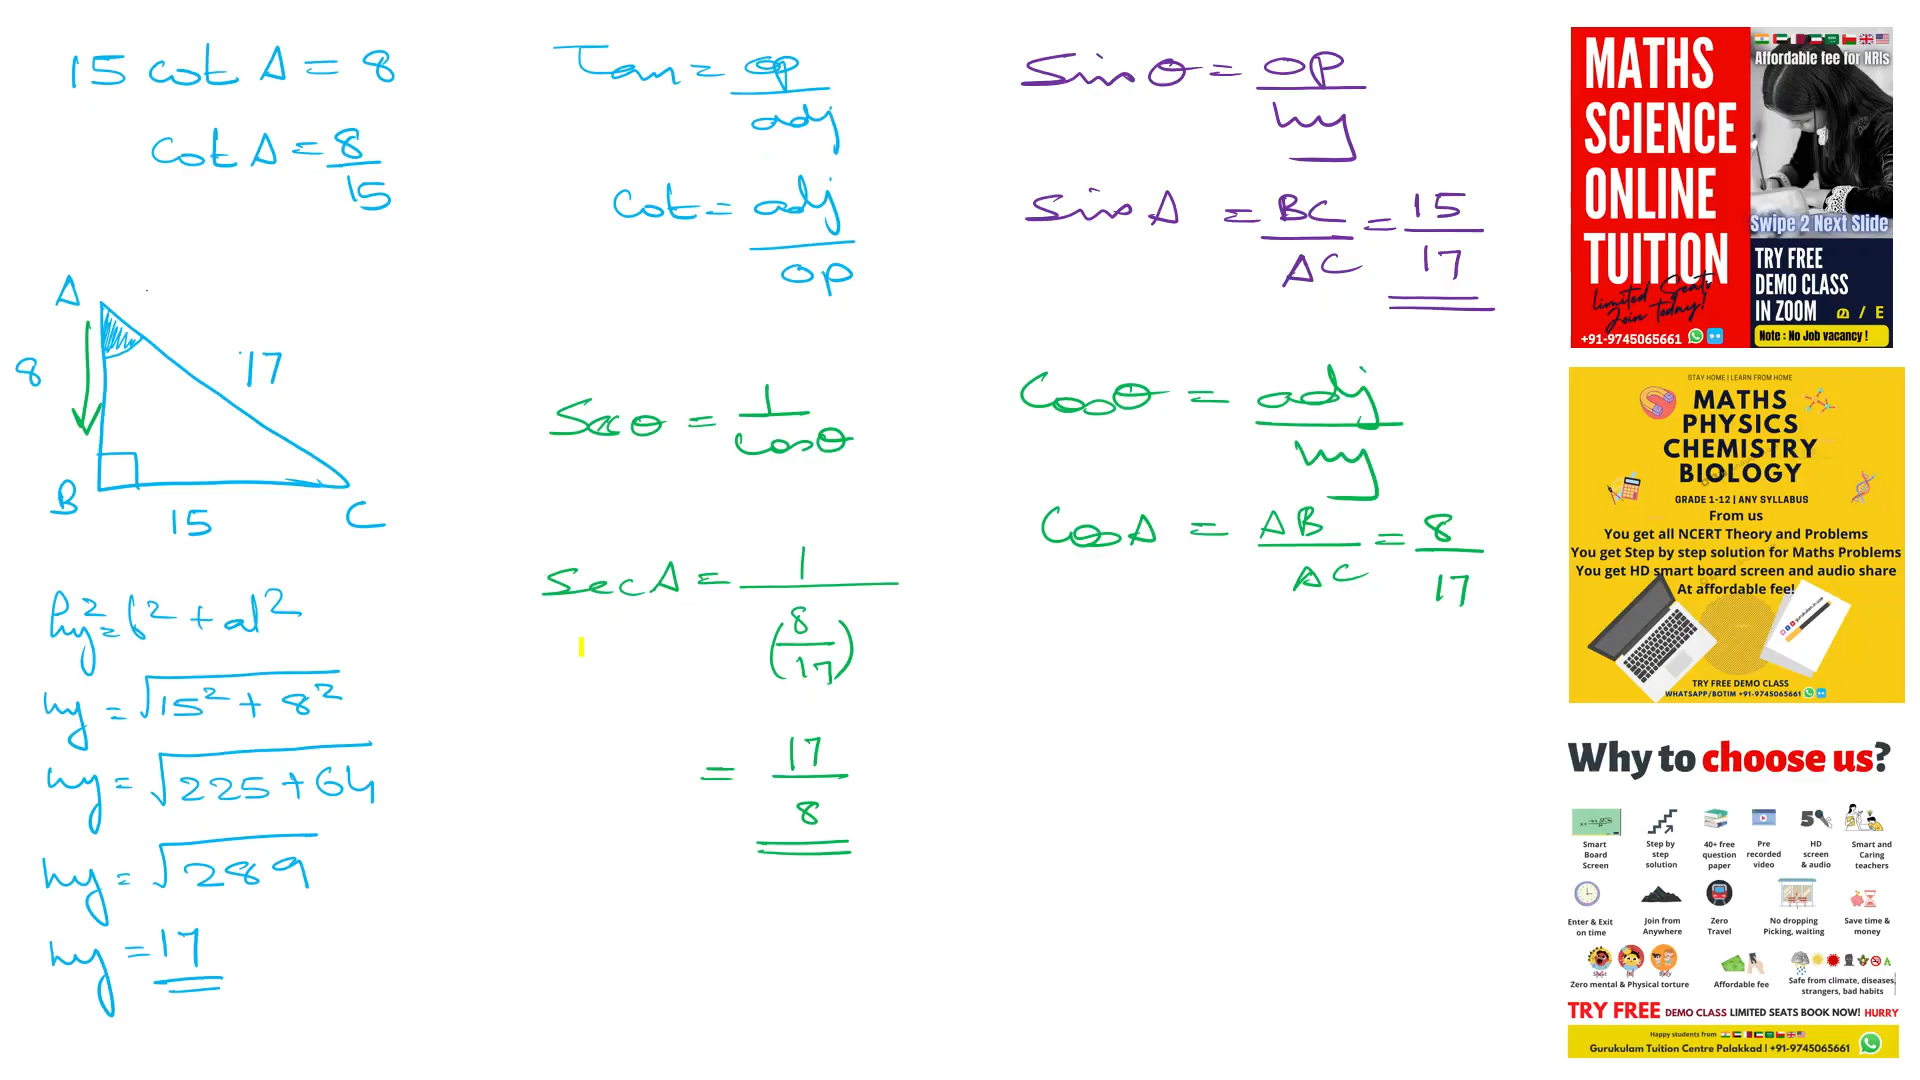 15 cot A = 8
cot A = 8/15
A
8
17
B
15
C
hy² = b² + al²
hy = √15² + 8²
hy = √225 + 64
hy = √289
hy = 17
Tan = op/adj
cot = adj/op
Sec θ = 1/cos θ
Sec A = 1/(8/17)
= 17/8
Sin θ = op/hy
Sin A = BC/AC = 15/17
Cos θ = adj/hy
Cos A = AB/AC = 8/17
MATHS
SCIENCE
ONLINE
TUITION
Limited Seats
Join Today!
+91-9745065661
Affordable fee for NRIs
Swipe 2 Next Slide
TRY FREE
DEMO CLASS
IN ZOOM
മ / E
Note : No Job vacancy !
STAY HOME | LEARN FROM HOME
MATHS
PHYSICS
CHEMISTRY
BIOLOGY
GRADE 1-12 | ANY SYLLABUS
From us
You get all NCERT Theory and Problems
You get Step by step solution for Maths Problems
You get HD smart board screen and audio share
At affordable fee!
TRY FREE DEMO CLASS
WHATSAPP/BOTIM +91-9745065661
Why to choose us?
Smart Board Screen
Step by step solution
40+ free question paper
Pre recorded video
5
HD screen & audio
Smart and Caring teachers
Enter & Exit on time
Join from Anywhere
Zero Travel
No dropping Picking, waiting
Save time & money
Zero mental & Physical torture
Affordable fee
Safe from climate, diseases, strangers, bad habits
TRY FREE DEMO CLASS LIMITED SEATS BOOK NOW! HURRY
Happy students from
Gurukulam Tuition Centre Palakkad | +91-9745065661